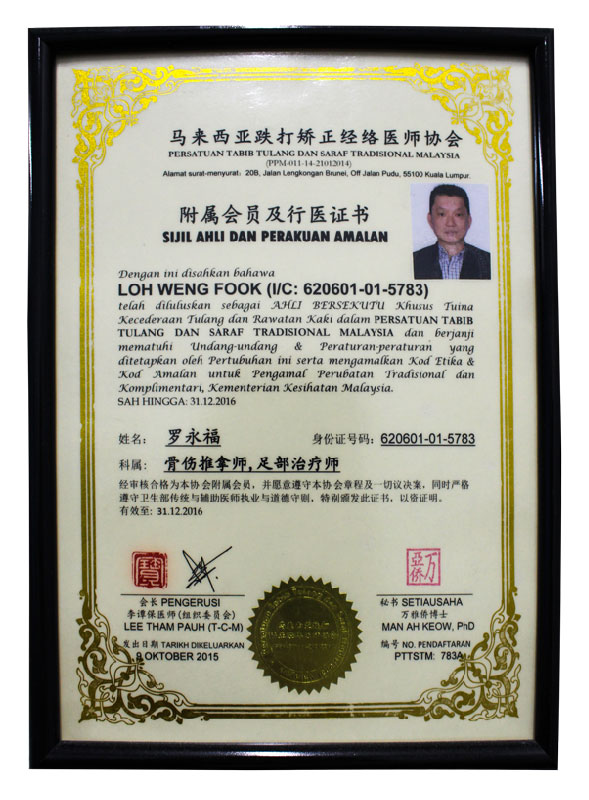 马来西亚跌打矫正经络医师协会
PERSATUAN TABIB TULANG DAN SARAF TRADISIONAL MALAYSIA
(PPM-011-14-21012014)
Alamat surat-menyurat: 20B, Jalan Lengkongan Brunei, Off Jalan Pudu, 55100 Kuala Lumpur.
附属会员及行医证书
SIJIL AHLI DAN PERAKUAN AMALAN
Dengan ini disahkan bahawa
LOH WENG FOOK (I/C: 620601-01-5783)
telah diluluskan sebagai AHLI BERSEKUTU Khusus Tuina
Kecederaan Tulang dan Rawatan Kaki dalam PERSATUAN TABIB
TULANG DAN SARAF TRADISIONAL MALAYSIA dan berjanji
mematuhi Undang-undang & Peraturan-peraturan yang
ditetapkan oleh Pertubuhan ini serta mengamalkan Kod Etika &
Kod Amalan untuk Pengamal Perubatan Tradisional dan
Komplimentari, Kementerian Kesihatan Malaysia.
SAH HINGGA: 31.12.2016
姓名: 罗永福 身份证号码: 620601-01-5783
科属: 骨伤推拿师,足部治疗师
经审核合格为本协会附属会员,并愿意遵守本协会章程及一切议决案,同时严格
遵守卫生部传统与辅助医师执业与道德守则,特别颁发此证书,以资证明。
有效至: 31.12.2016
寶
亞僑万
会长 PENGERUSI
李谭保医师(组织委员会)
LEE THAM PAUH (T-C-M)
发出日期 TARIKH DIKELUARKAN
9 OKTOBER 2015
秘书 SETIAUSAHA
万雅侨博士
MAN AH KEOW, PhD
编号 NO. PENDAFTARAN
PTTSTM: 783A